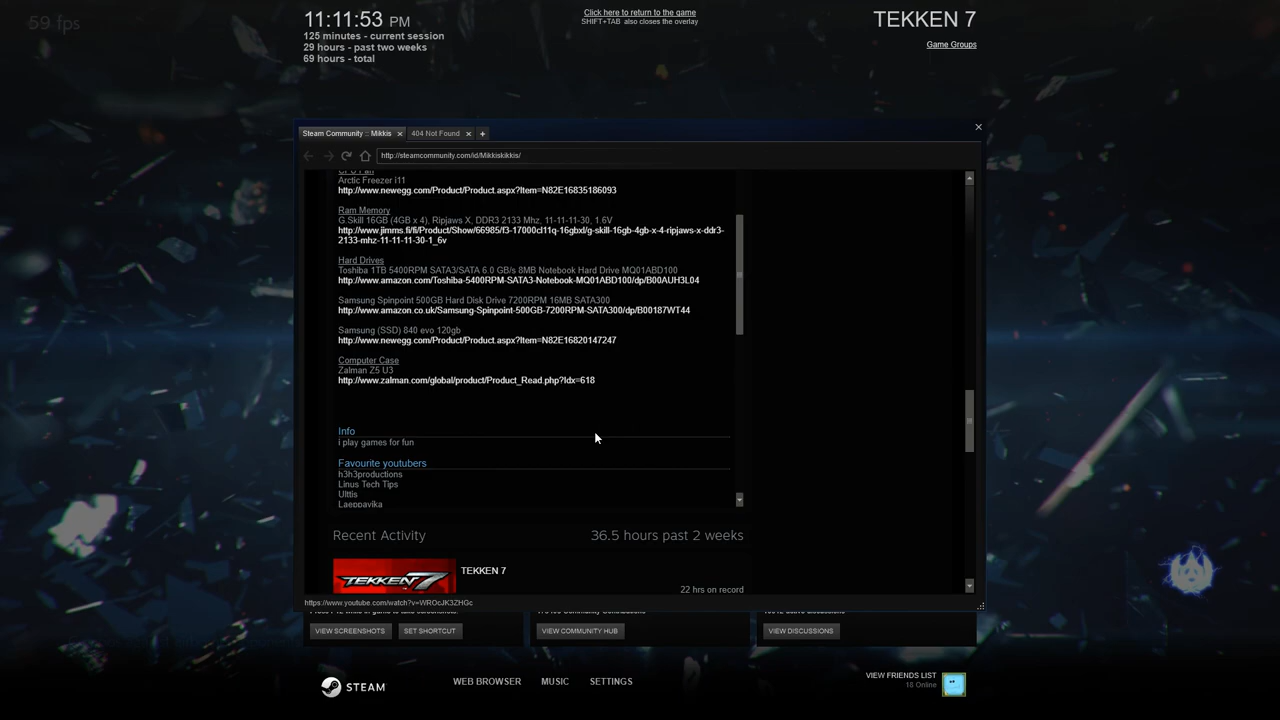 59 fps
11:11:53 PM
125 minutes - current session
29 hours - past two weeks
69 hours - total
Click here to return to the game
SHIFT+TAB also closes the overlay
TEKKEN 7
Game Groups
Steam Community :: Mikkis
404 Not Found
http://steamcommunity.com/id/Mikkiskikkis/
Arctic Freezer i11
http://www.newegg.com/Product/Product.aspx?Item=N82E16835186093
Ram Memory
G.Skill 16GB (4GB x 4), Ripjaws X, DDR3 2133 Mhz, 11-11-11-30, 1.6V
http://www.jimms.fi/fi/Product/Show/66985/f3-17000cl11q-16gbxl/g-skill-16gb-4gb-x-4-ripjaws-x-ddr3-
2133-mhz-11-11-11-30-1_6v
Hard Drives
Toshiba 1TB 5400RPM SATA3/SATA 6.0 GB/s 8MB Notebook Hard Drive MQ01ABD100
http://www.amazon.com/Toshiba-5400RPM-SATA3-Notebook-MQ01ABD100/dp/B00AUH3L04
Samsung Spinpoint 500GB Hard Disk Drive 7200RPM 16MB SATA300
http://www.amazon.co.uk/Samsung-Spinpoint-500GB-7200RPM-SATA300/dp/B00187WT44
Samsung (SSD) 840 evo 120gb
http://www.newegg.com/Product/Product.aspx?Item=N82E16820147247
Computer Case
Zalman Z5 U3
http://www.zalman.com/global/product/Product_Read.php?Idx=618
Info
i play games for fun
Favourite youtubers
h3h3productions
Linus Tech Tips
Ulttis
Laeppavika
Recent Activity
36.5 hours past 2 weeks
TEKKEN 7
TEKKEN 7
22 hrs on record
https://www.youtube.com/watch?v=WROcJK3ZHGc
VIEW SCREENSHOTS
SET SHORTCUT
VIEW COMMUNITY HUB
VIEW DISCUSSIONS
STEAM
WEB BROWSER
MUSIC
SETTINGS
VIEW FRIENDS LIST
18 Online